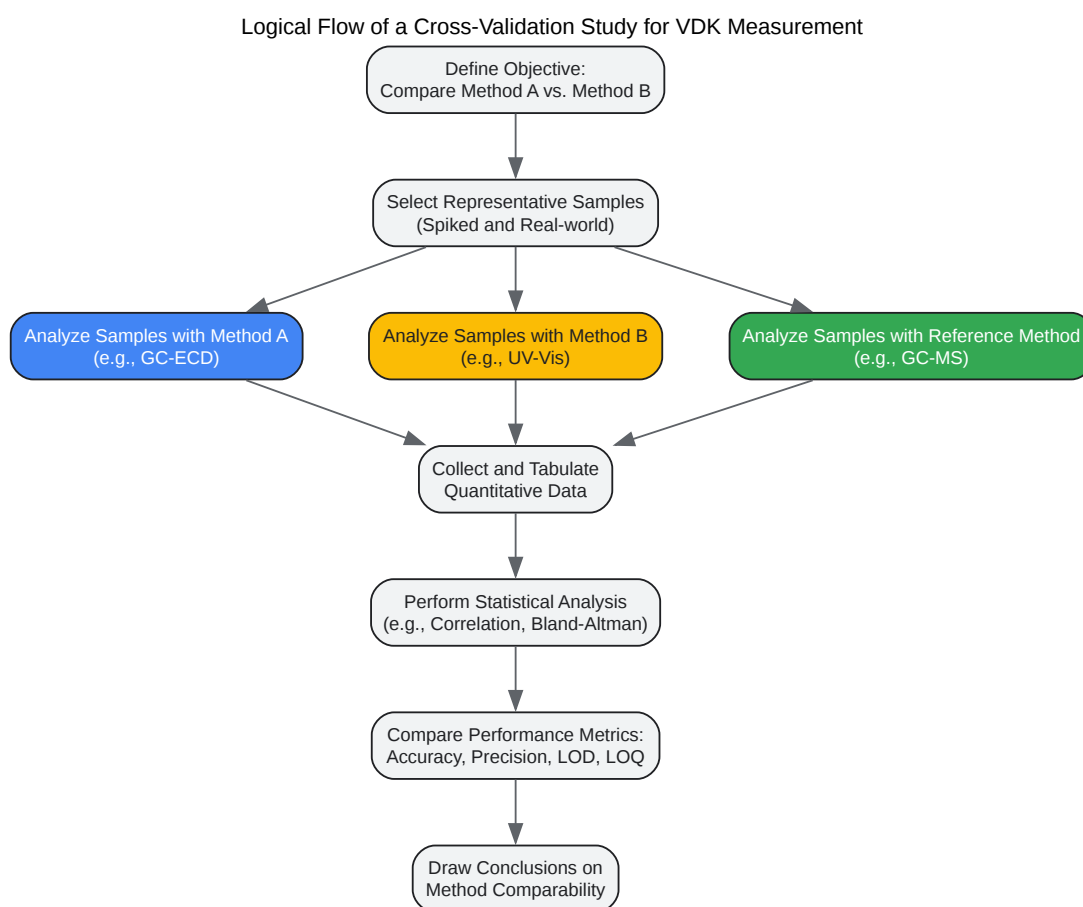 Logical Flow of a Cross-Validation Study for VDK Measurement
Define Objective:
Compare Method A vs. Method B
Select Representative Samples
(Spiked and Real-world)
Analyze Samples with Method A
(e.g., GC-ECD)
Analyze Samples with Method B
(e.g., UV-Vis)
Analyze Samples with Reference Method
(e.g., GC-MS)
Collect and Tabulate
Quantitative Data
Perform Statistical Analysis
(e.g., Correlation, Bland-Altman)
Compare Performance Metrics:
Accuracy, Precision, LOD, LOQ
Draw Conclusions on
Method Comparability